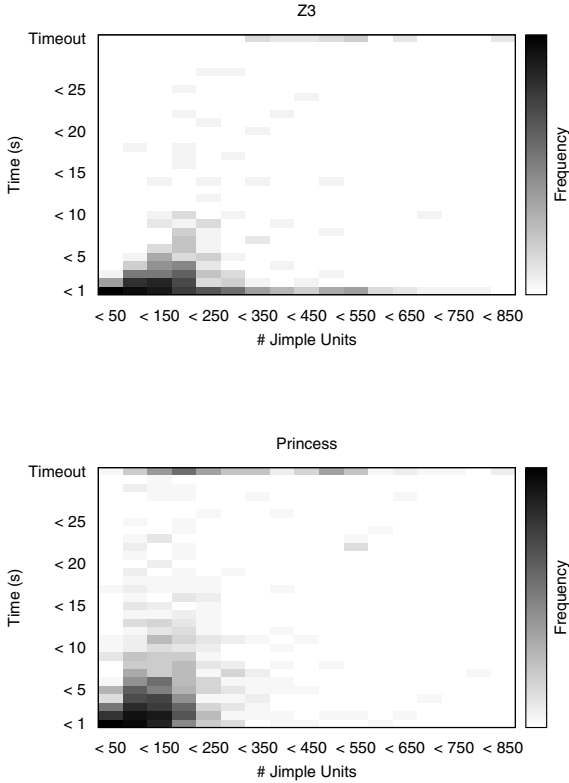 Z3
Timeout
< 25
< 20
< 15
< 10
< 5
< 1
Time (s)
Frequency
< 50 < 150 < 250 < 350 < 450 < 550 < 650 < 750 < 850
# Jimple Units
Princess
Timeout
< 25
< 20
< 15
< 10
< 5
< 1
Time (s)
Frequency
< 50 < 150 < 250 < 350 < 450 < 550 < 650 < 750 < 850
# Jimple Units